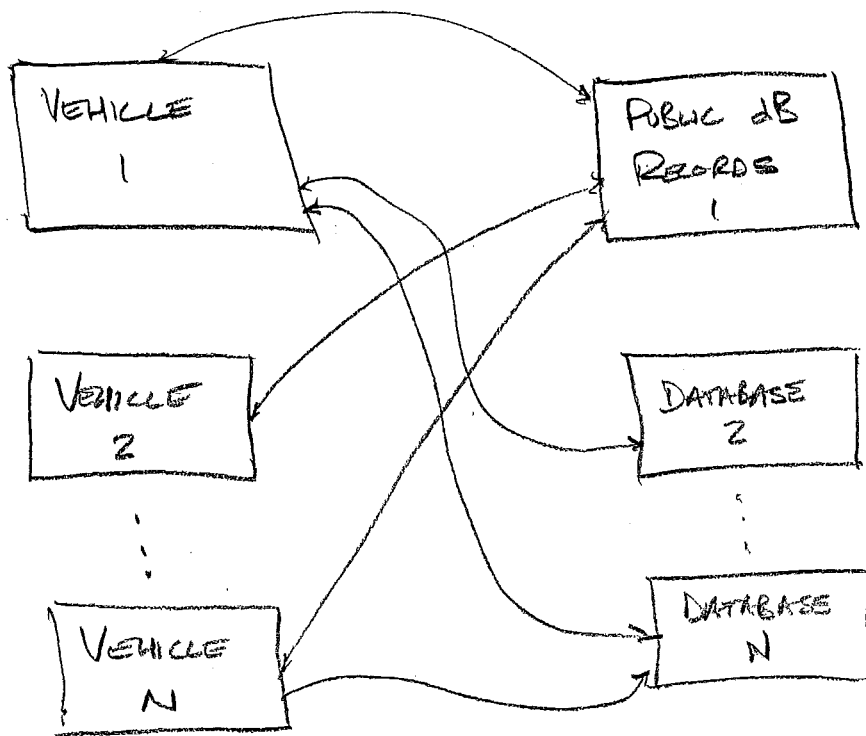 VEHICLE
1
PUBLIC dB
RECORDS
1
VEHICLE
2
DATABASE
2
VEHICLE
N
DATABASE
N